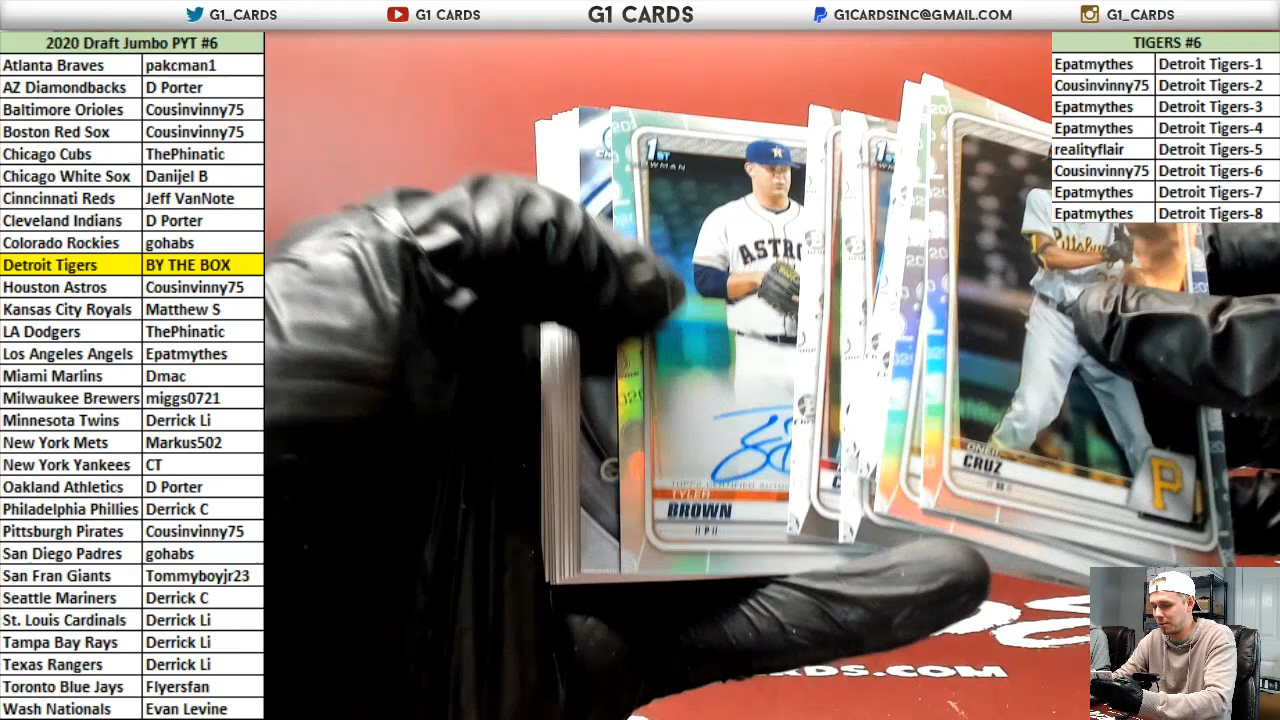 G1_CARDS
G1 CARDS
G1 CARDS
G1CARDSINC@GMAIL.COM
G1_CARDS
2020 Draft Jumbo PYT #6
Atlanta Braves pakcman1
AZ Diamondbacks D Porter
Baltimore Orioles Cousinvinny75
Boston Red Sox Cousinvinny75
Chicago Cubs ThePhinatic
Chicago White Sox Danijel B
Cinncinnati Reds Jeff VanNote
Cleveland Indians D Porter
Colorado Rockies gohabs
Detroit Tigers BY THE BOX
Houston Astros Cousinvinny75
Kansas City Royals Matthew S
LA Dodgers ThePhinatic
Los Angeles Angels Epatmythes
Miami Marlins Dmac
Milwaukee Brewers miggs0721
Minnesota Twins Derrick Li
New York Mets Markus502
New York Yankees CT
Oakland Athletics D Porter
Philadelphia Phillies Derrick C
Pittsburgh Pirates Cousinvinny75
San Diego Padres gohabs
San Fran Giants Tommyboyjr23
Seattle Mariners Derrick C
St. Louis Cardinals Derrick Li
Tampa Bay Rays Derrick Li
Texas Rangers Derrick Li
Toronto Blue Jays Flyersfan
Wash Nationals Evan Levine
TIGERS #6
Epatmythes Detroit Tigers-1
Cousinvinny75 Detroit Tigers-2
Epatmythes Detroit Tigers-3
Epatmythes Detroit Tigers-4
realityflair Detroit Tigers-5
Cousinvinny75 Detroit Tigers-6
Epatmythes Detroit Tigers-7
Epatmythes Detroit Tigers-8
1ST
ASTRO
TYLER
BROWN
P
Pittsburgh
ONEIL
CRUZ
SS
P
RDS.COM